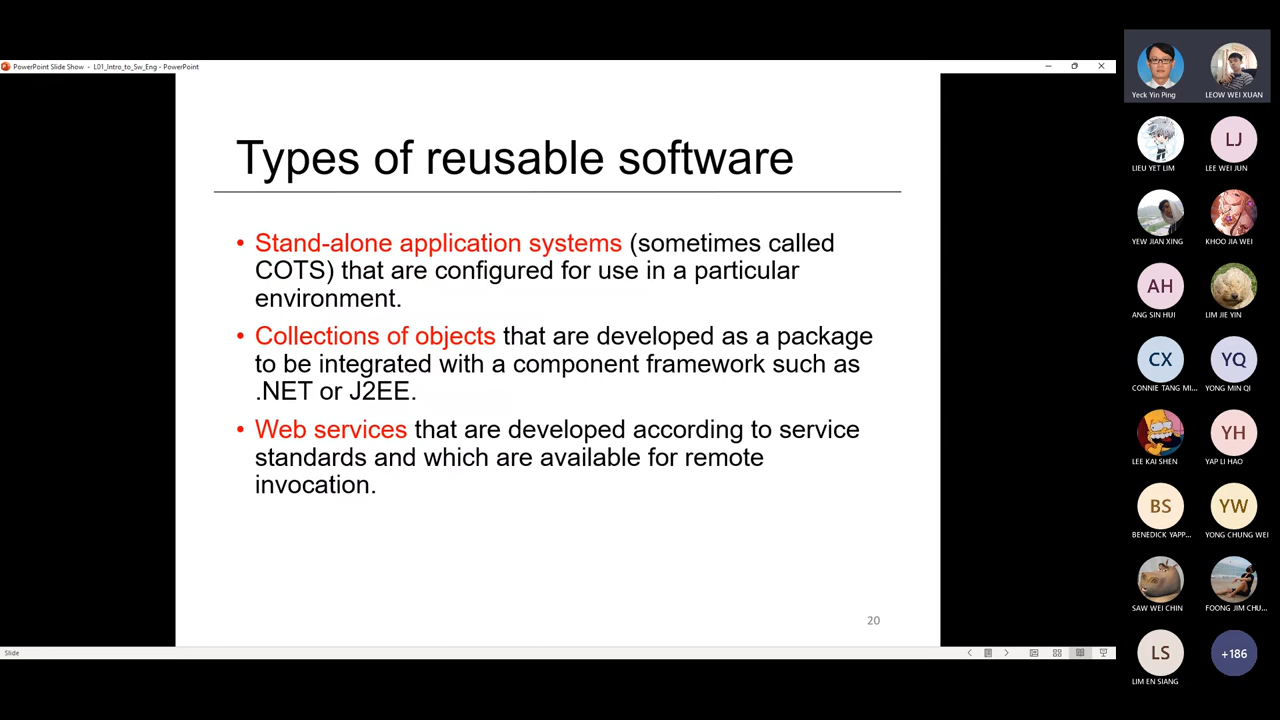 PowerPoint Slide Show - L01_Intro_to_Sw_Eng - PowerPoint
Types of reusable software
• Stand-alone application systems (sometimes called
COTS) that are configured for use in a particular
environment.
• Collections of objects that are developed as a package
to be integrated with a component framework such as
.NET or J2EE.
• Web services that are developed according to service
standards and which are available for remote
invocation.
20
Slide
Yeck Yin Ping
LEOW WEI XUAN
LIEU YET LIM
LJ
LEE WEI JUN
YEW JIAN XING
KHOO JIA WEI
AH
ANG SIN HUI
LIM JIE YIN
CX
CONNIE TANG MI...
YQ
YONG MIN QI
LEE KAI SHEN
YH
YAP LI HAO
BS
BENEDICK YAPP...
YW
YONG CHUNG WEI
SAW WEI CHIN
FOONG JIM CHU...
LS
LIM EN SIANG
+186